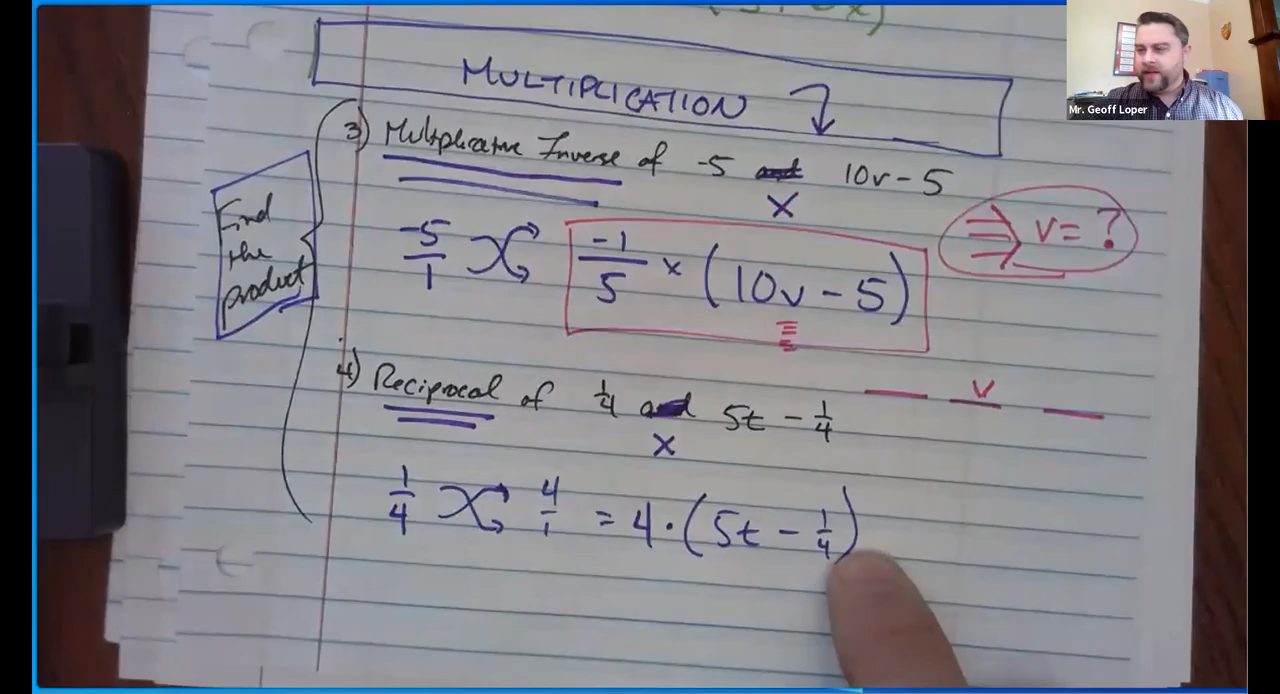 MULTIPLICATION
Mr. Geoff Loper
3) Multiplicative Inverse of -5 and 10v - 5
x
Find
the
product
-5/1 -1/5 x (10v - 5)
⇒ v = ?
4) Reciprocal of 1/4 and 5t - 1/4
x
v
1/4 4/1 = 4 · (5t - 1/4)